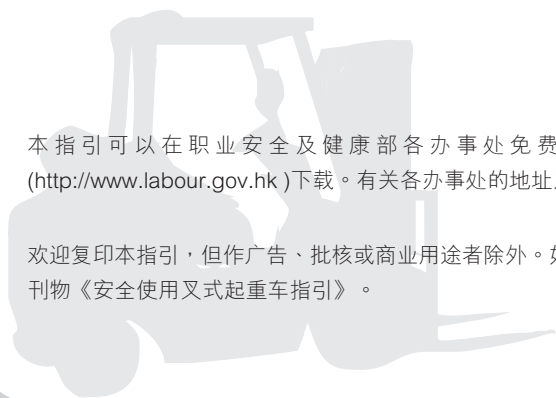 本指引可以在职业安全及健康部各办事处免费
(http://www.labour.gov.hk )下载。有关各办事处的地址
欢迎复印本指引，但作广告、批核或商业用途者除外。
刊物《安全使用叉式起重车指引》。